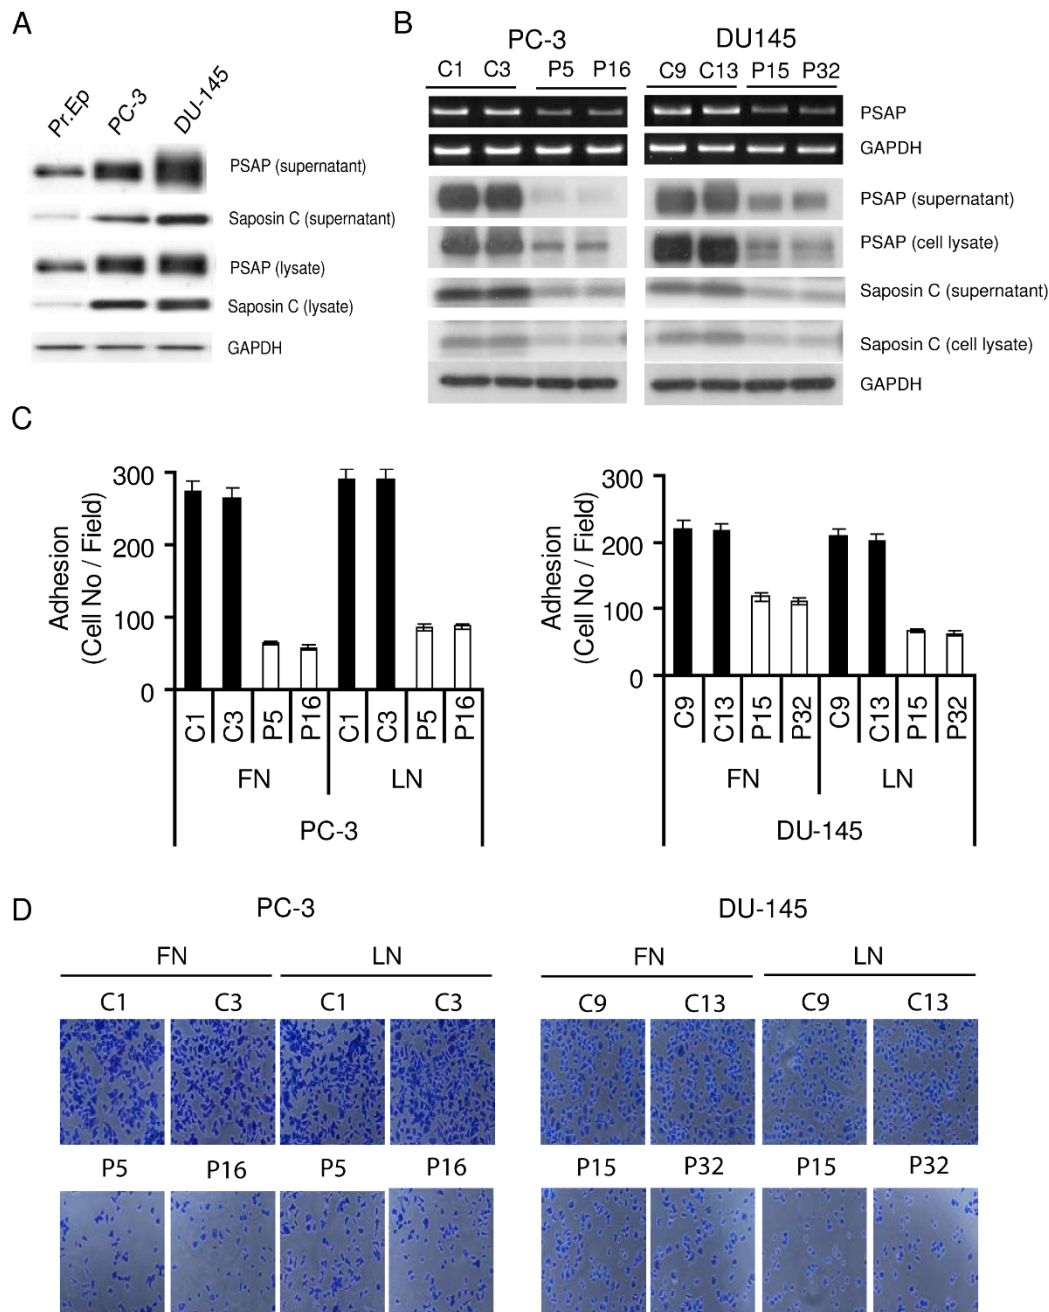 A
Pr.Ep PC-3 DU-145
PSAP (supernatant)
Saposin C (supernatant)
PSAP (lysate)
Saposin C (lysate)
GAPDH
B
PC-3 DU145
C1 C3 P5 P16 C9 C13 P15 P32
PSAP
GAPDH
PSAP (supernatant)
PSAP (cell lysate)
Saposin C (supernatant)
Saposin C (cell lysate)
GAPDH
C
Adhesion
(Cell No / Field)
300
200
100
0
C1 C3 P5 P16 C1 C3 P5 P16
FN LN
PC-3
Adhesion
(Cell No / Field)
300
200
100
0
C9 C13 P15 P32 C9 C13 P15 P32
FN LN
DU-145
D
PC-3 DU-145
FN LN FN LN
C1 C3 C1 C3 C9 C13 C9 C13
P5 P16 P5 P16 P15 P32 P15 P32